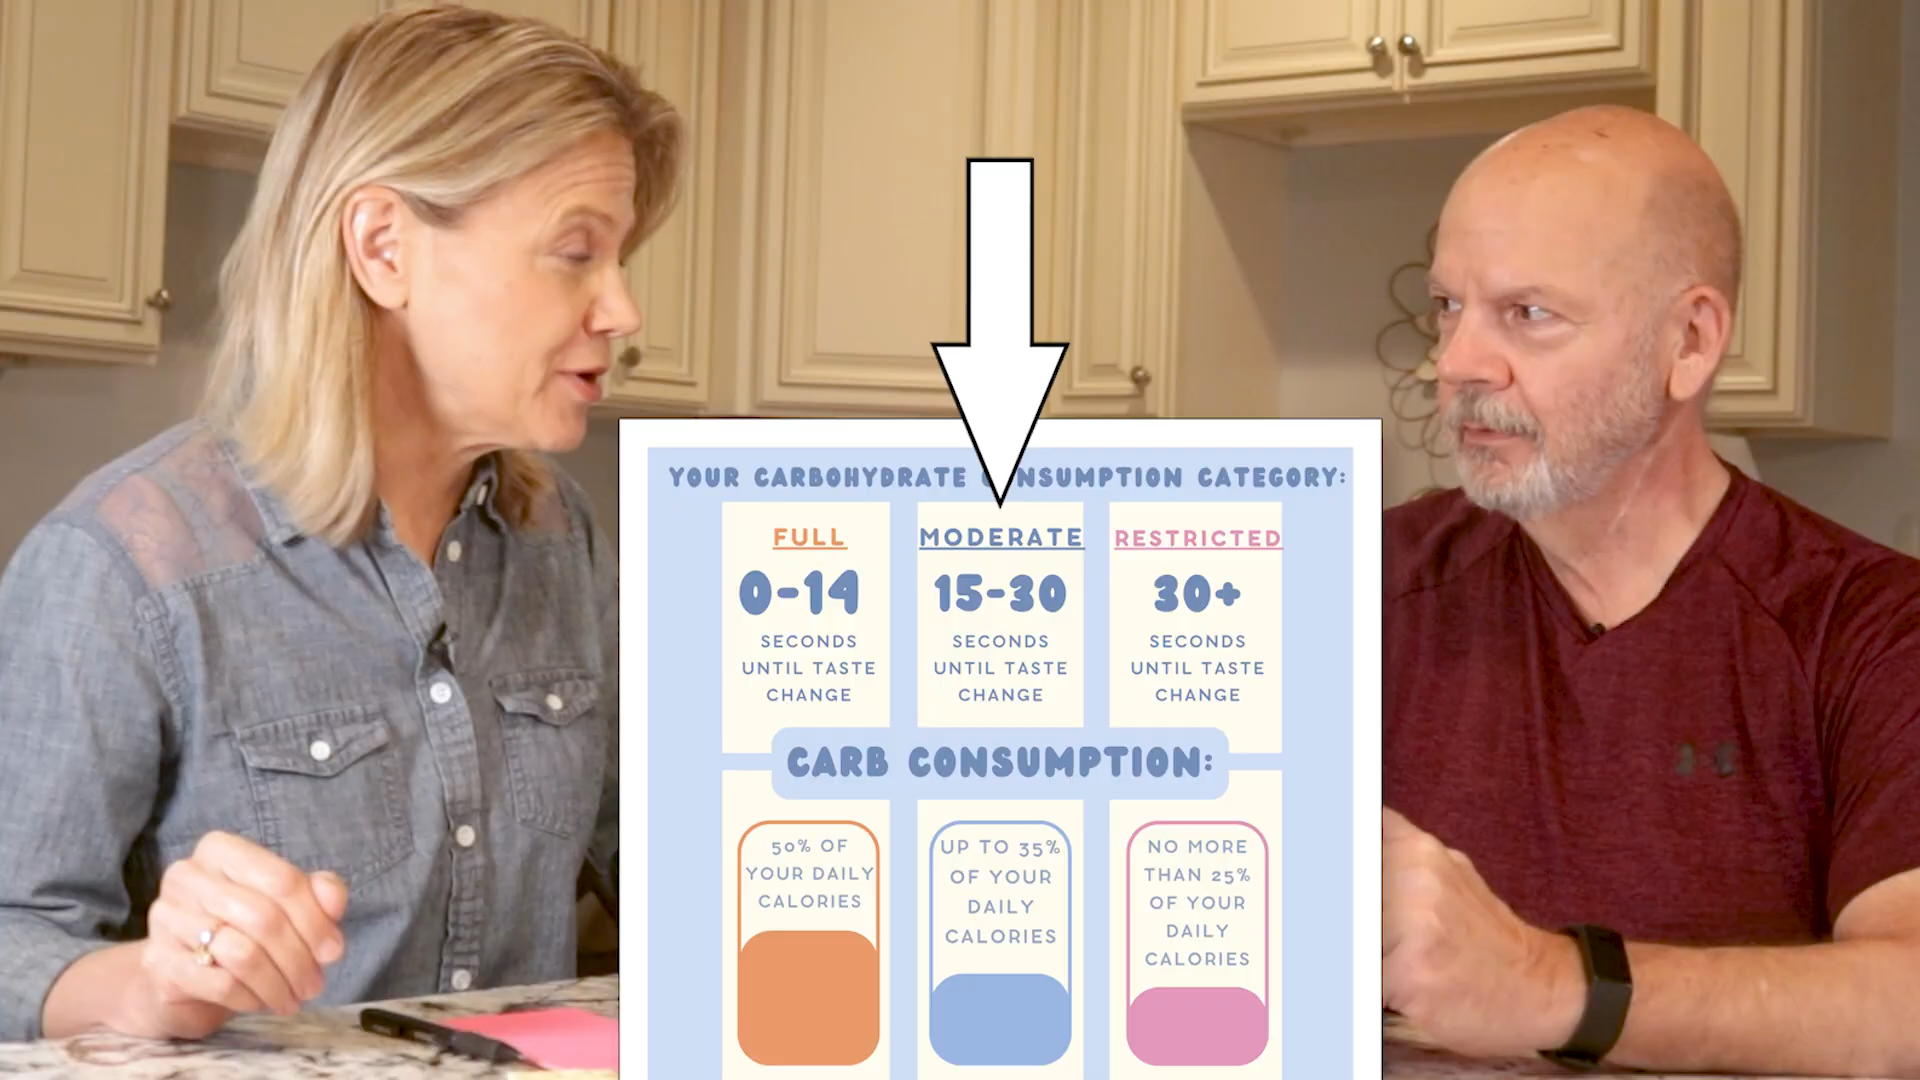 YOUR CARBOHYDRATE NSUMPTION CATEGORY:
FULL
0-14
SECONDS
UNTIL TASTE
CHANGE
MODERATE
15-30
SECONDS
UNTIL TASTE
CHANGE
RESTRICTED
30+
SECONDS
UNTIL TASTE
CHANGE
CARB CONSUMPTION:
50% OF
YOUR DAILY
CALORIES
UP TO 35%
OF YOUR
DAILY
CALORIES
NO MORE
THAN 25%
OF YOUR
DAILY
CALORIES